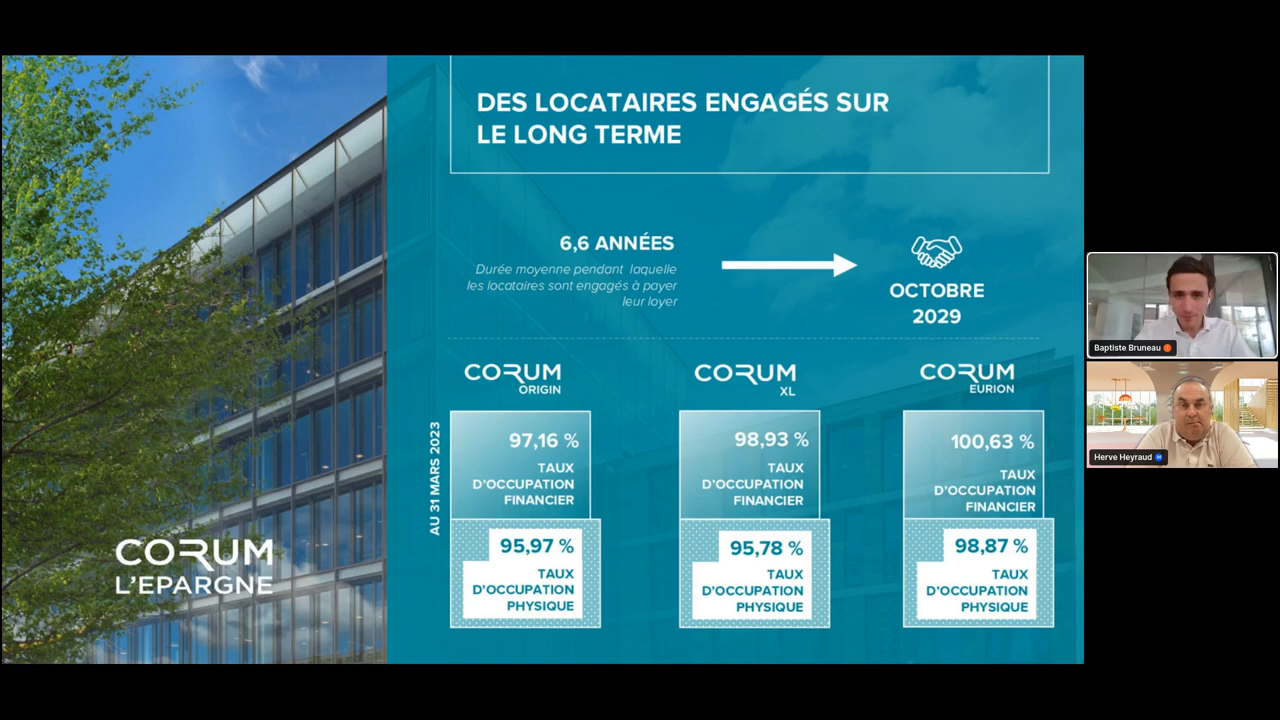 DES LOCATAIRES ENGAGÉS SUR
LE LONG TERME
6,6 ANNÉES
Durée moyenne pendant laquelle
les locataires sont engagés à payer
leur loyer
OCTOBRE
2029
CORUM
ORIGIN
CORUM
XL
CORUM
EURION
AU 31 MARS 2023
97,16 %
TAUX
D'OCCUPATION
FINANCIER
95,97 %
TAUX
D'OCCUPATION
PHYSIQUE
98,93 %
TAUX
D'OCCUPATION
FINANCIER
95,78 %
TAUX
D'OCCUPATION
PHYSIQUE
100,63 %
TAUX
D'OCCUPATION
FINANCIER
98,87 %
TAUX
D'OCCUPATION
PHYSIQUE
CORUM
L'EPARGNE
Baptiste Bruneau
Herve Heyraud